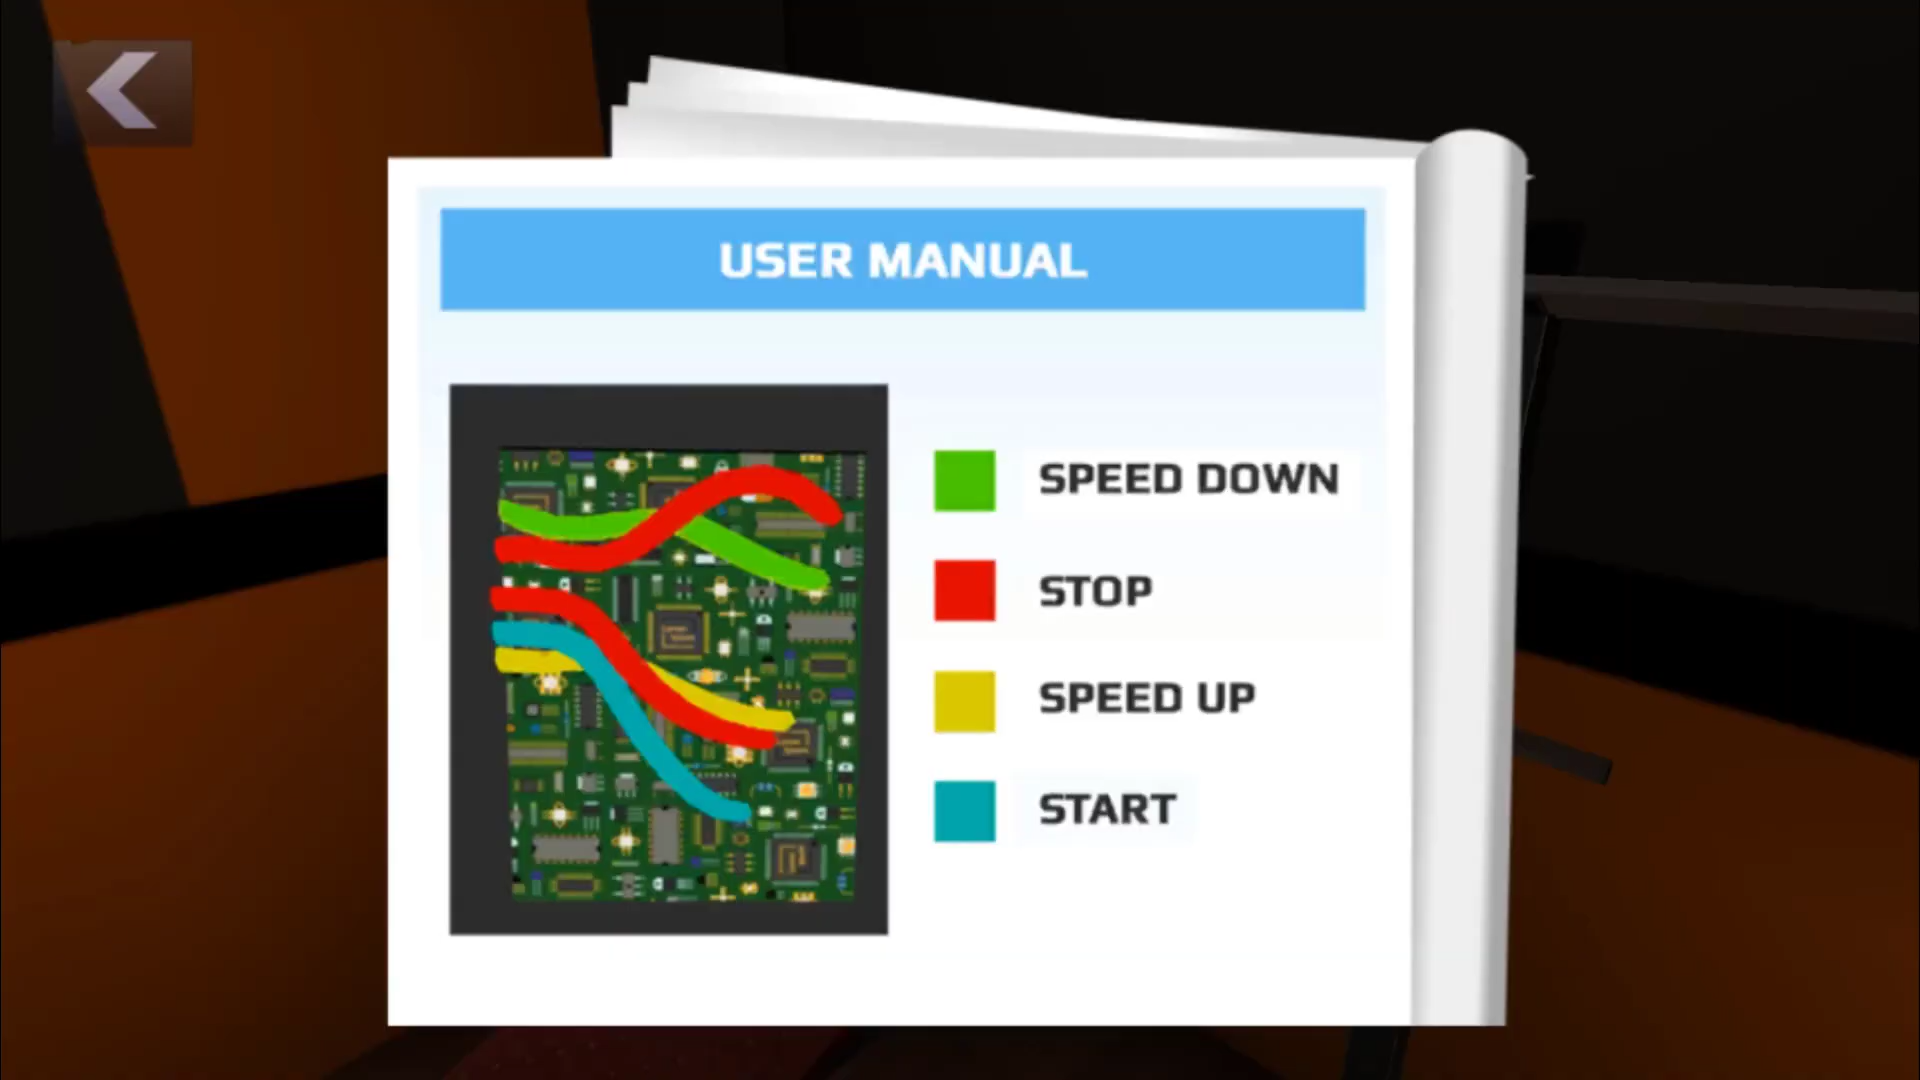 USER MANUAL
SPEED DOWN
STOP
SPEED UP
START